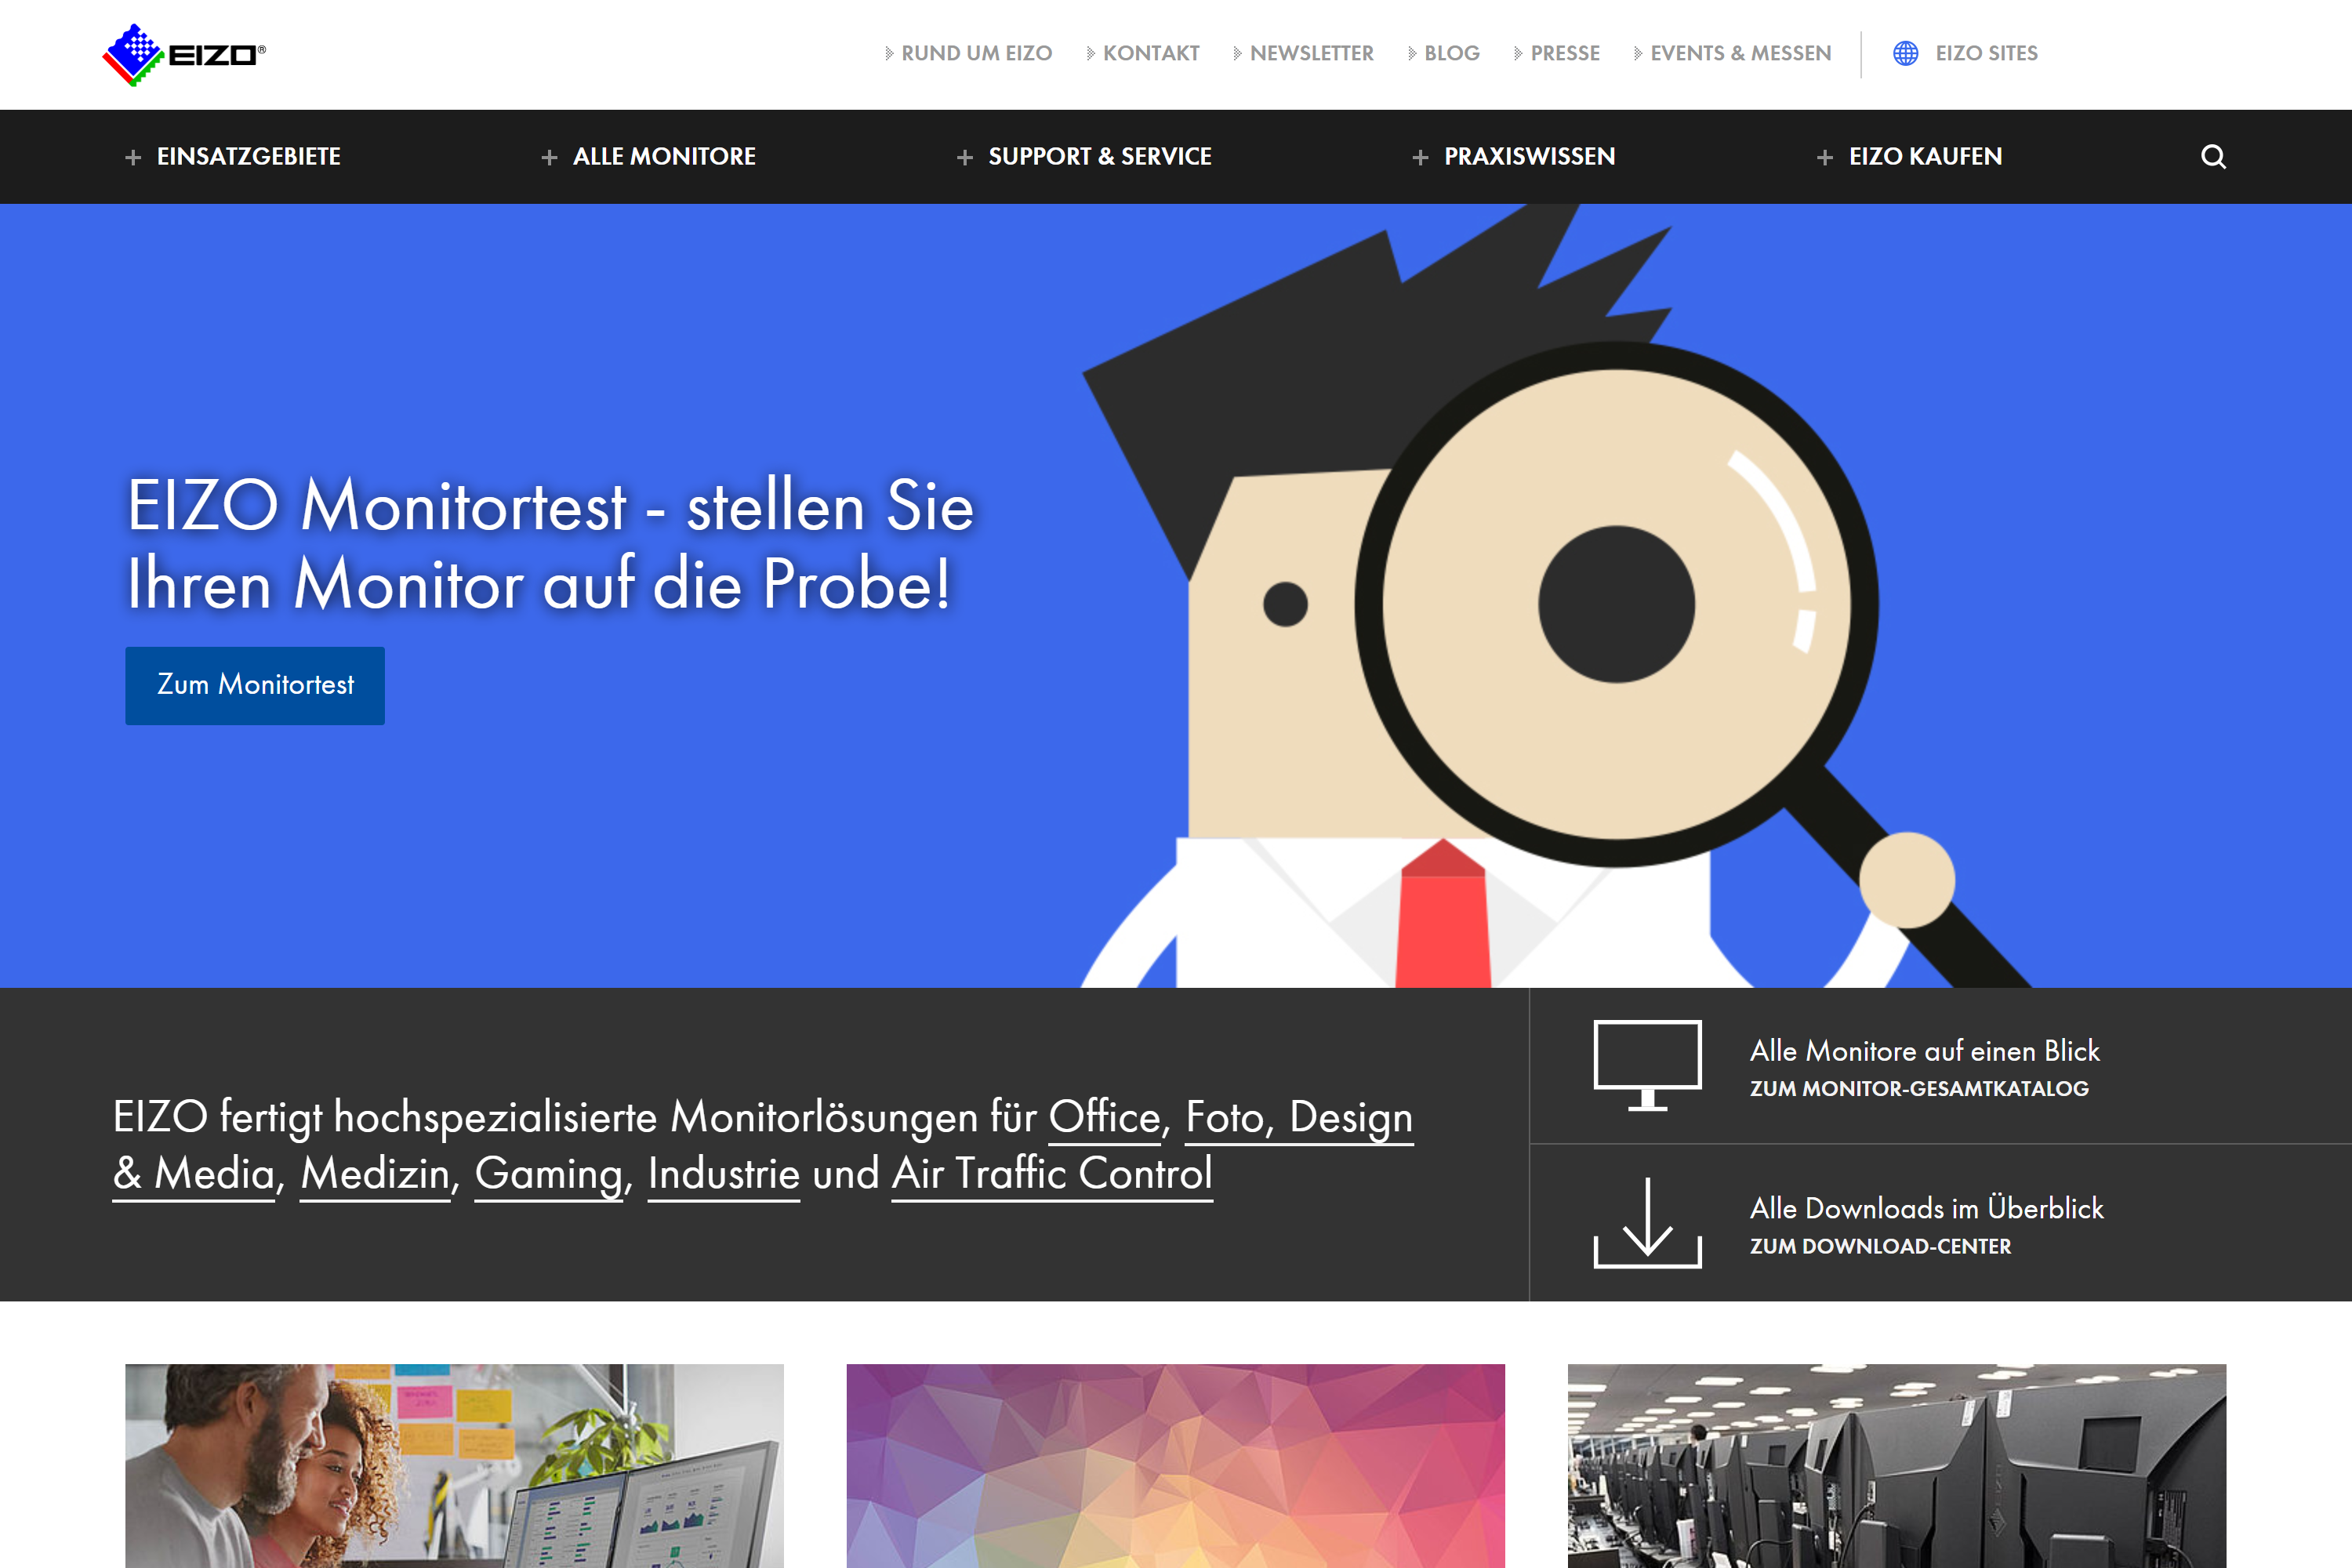 EIZO®
RUND UM EIZO
KONTAKT
NEWSLETTER
BLOG
PRESSE
EVENTS & MESSEN
EIZO SITES
EINSATZGEBIETE
ALLE MONITORE
SUPPORT & SERVICE
PRAXISWISSEN
EIZO KAUFEN
EIZO Monitortest - stellen Sie
Ihren Monitor auf die Probe!
Zum Monitortest
EIZO fertigt hochspezialisierte Monitorlösungen für Office, Foto, Design
& Media, Medizin, Gaming, Industrie und Air Traffic Control
Alle Monitore auf einen Blick
ZUM MONITOR-GESAMTKATALOG
Alle Downloads im Überblick
ZUM DOWNLOAD-CENTER